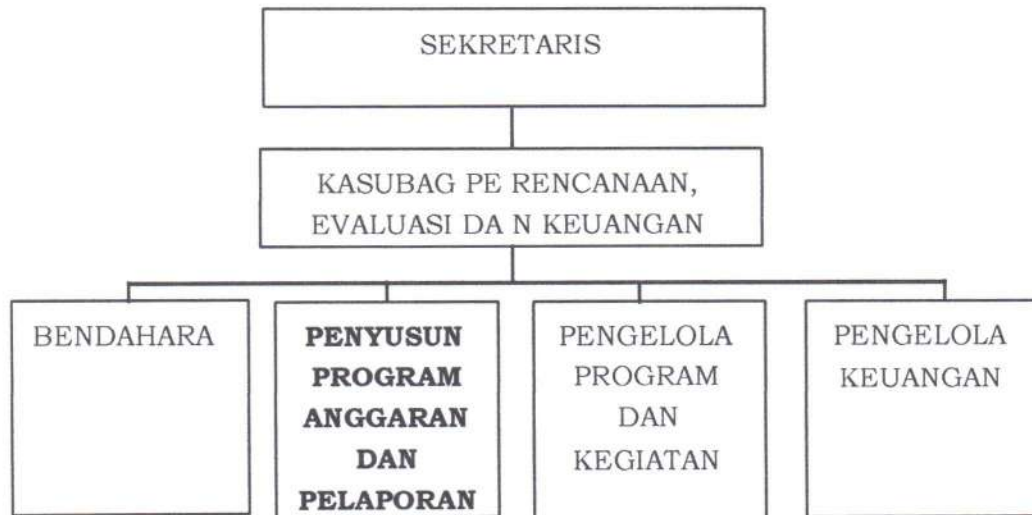 SEKRETARIS
KASUBAG PE RENCANAAN,
EVALUASI DA N KEUANGAN
BENDAHARA
PENYUSUN
PROGRAM
ANGGARAN
DAN
PELAPORAN
PENGELOLA
PROGRAM
DAN
KEGIATAN
PENGELOLA
KEUANGAN